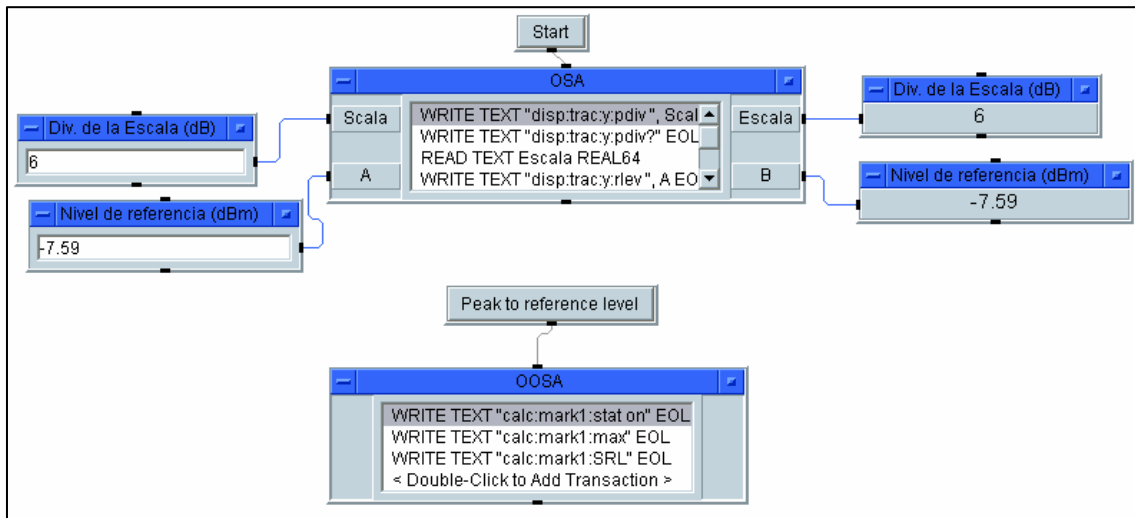 Start
OSA
Div. de la Escala (dB)
6
Nivel de referencia (dBm)
-7.59
Scala
A
WRITE TEXT "disp:trac:y:pdiv", Scal
WRITE TEXT "disp:trac:y:pdiv?" EOL
READ TEXT Escala REAL64
WRITE TEXT "disp:trac:y:rlev", A EO
Escala
B
Div. de la Escala (dB)
6
Nivel de referencia (dBm)
-7.59
Peak to reference level
OOSA
WRITE TEXT "calc:mark1:stat on" EOL
WRITE TEXT "calc:mark1:max" EOL
WRITE TEXT "calc:mark1:SRL" EOL
< Double-Click to Add Transaction >